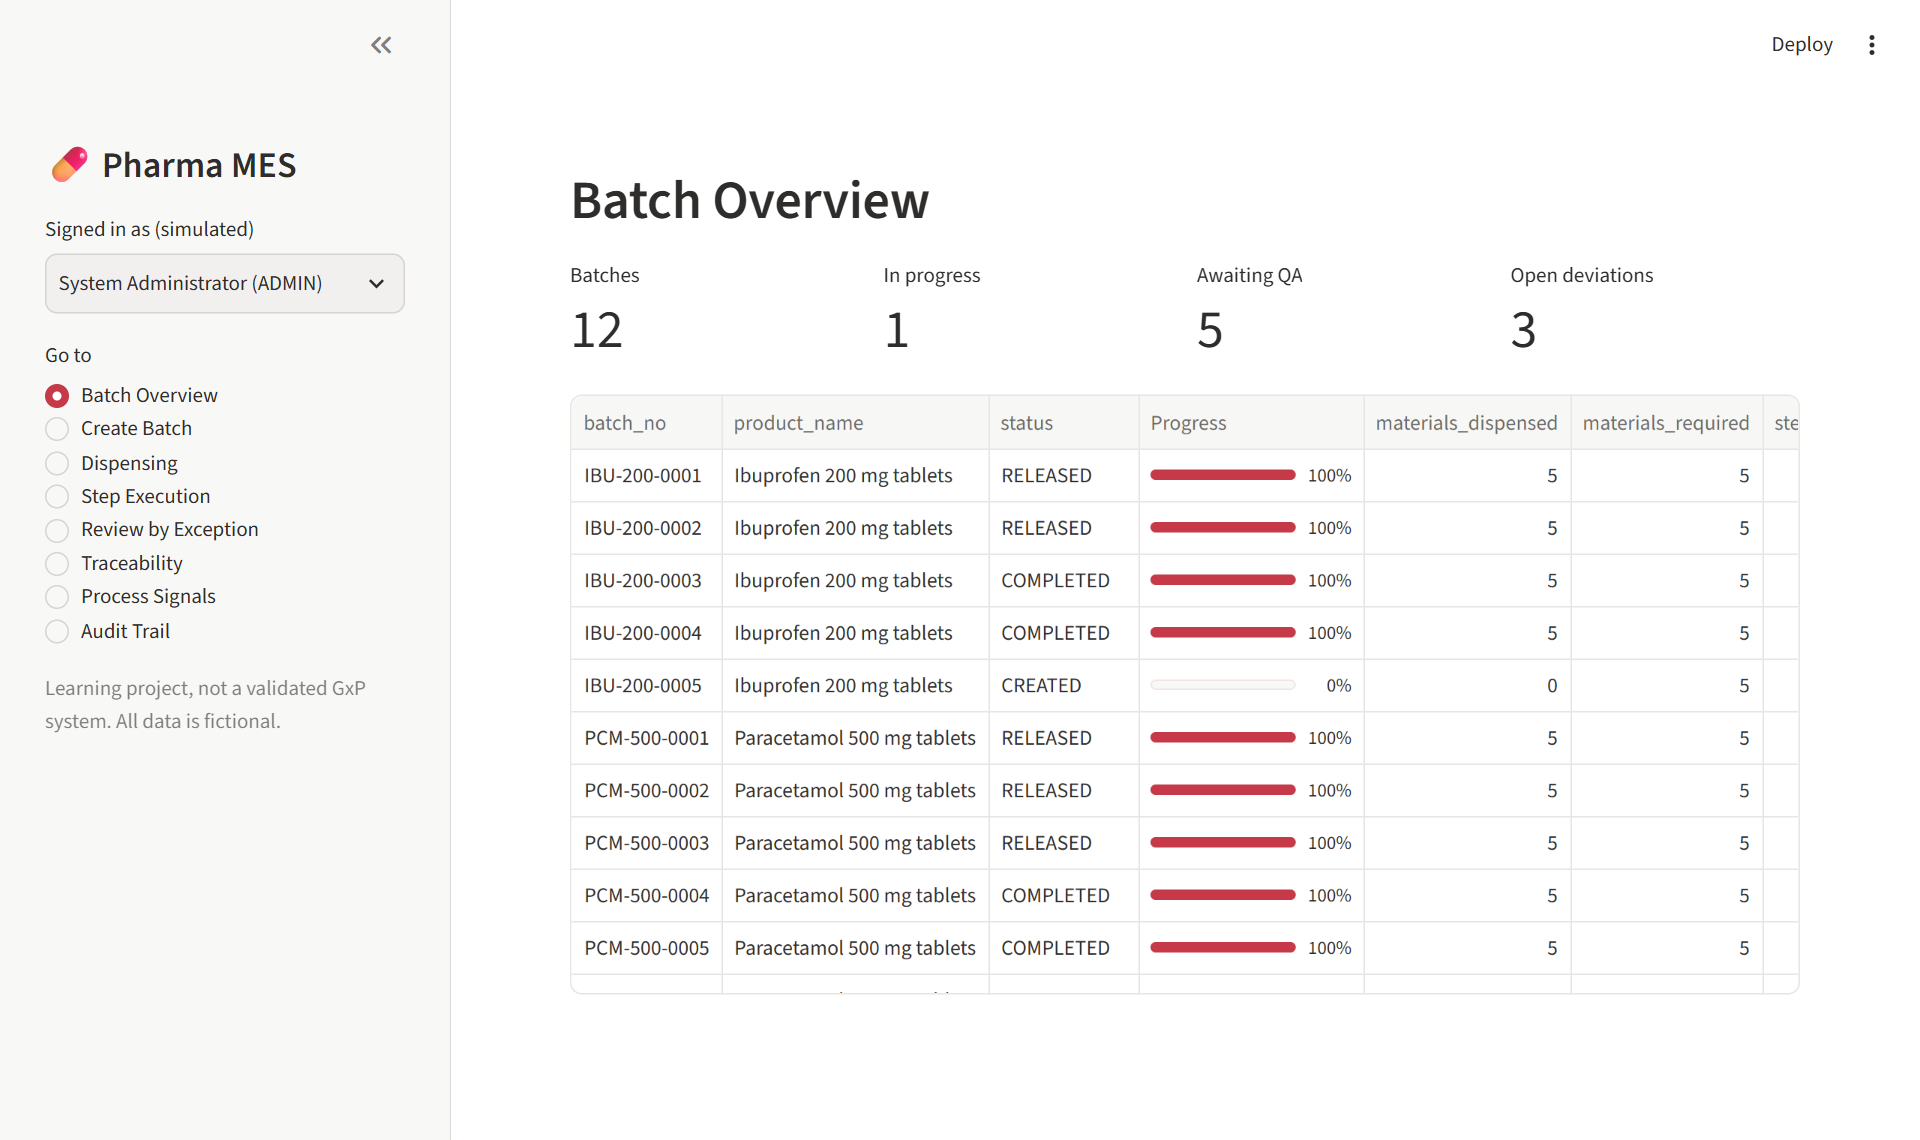 Deploy
Pharma MES
Signed in as (simulated)
System Administrator (ADMIN)
Go to
Batch Overview
Create Batch
Dispensing
Step Execution
Review by Exception
Traceability
Process Signals
Audit Trail
Learning project, not a validated GxP
system. All data is fictional.
Batch Overview
Batches In progress Awaiting QA Open deviations
12 1 5 3
batch_no product_name status Progress materials_dispensed materials_required ste
IBU-200-0001 Ibuprofen 200 mg tablets RELEASED 100% 5 5
IBU-200-0002 Ibuprofen 200 mg tablets RELEASED 100% 5 5
IBU-200-0003 Ibuprofen 200 mg tablets COMPLETED 100% 5 5
IBU-200-0004 Ibuprofen 200 mg tablets COMPLETED 100% 5 5
IBU-200-0005 Ibuprofen 200 mg tablets CREATED 0% 0 5
PCM-500-0001 Paracetamol 500 mg tablets RELEASED 100% 5 5
PCM-500-0002 Paracetamol 500 mg tablets RELEASED 100% 5 5
PCM-500-0003 Paracetamol 500 mg tablets RELEASED 100% 5 5
PCM-500-0004 Paracetamol 500 mg tablets COMPLETED 100% 5 5
PCM-500-0005 Paracetamol 500 mg tablets COMPLETED 100% 5 5